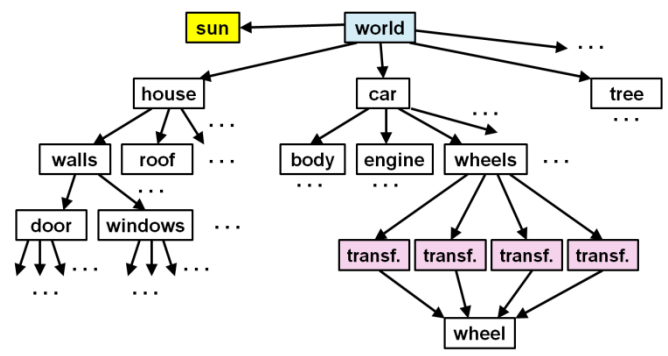 sun
world
. . .
house
car
tree
. . .
. . .
. . .
walls
roof
. . .
body
engine
wheels
. . .
. . .
. . .
. . .
door
windows
. . .
transf.
transf.
transf.
transf.
. . .
. . .
. . .
. . .
wheel